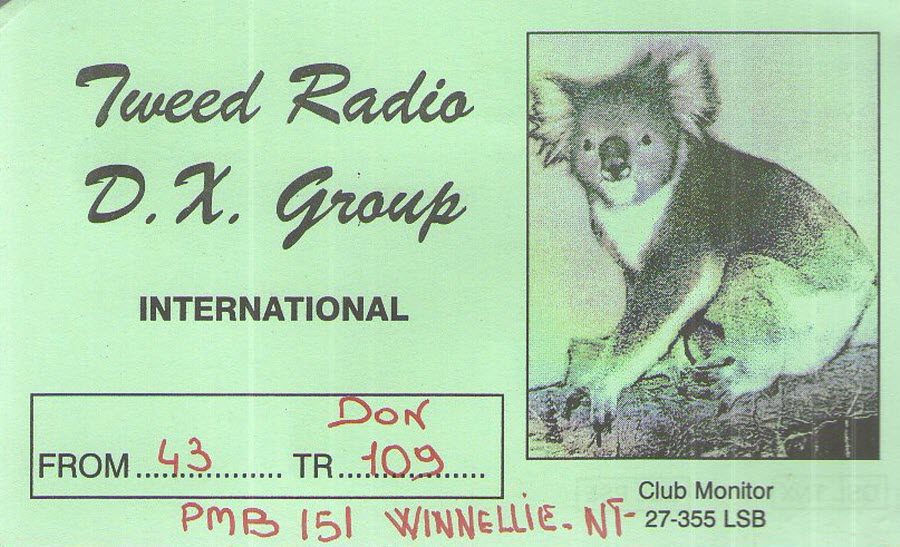 Tweed Radio
D.X. Group
INTERNATIONAL
DON
FROM ..43.............. TR...109...............
PMB 151 WINNELLIE. NT-
Club Monitor
27-355 LSB